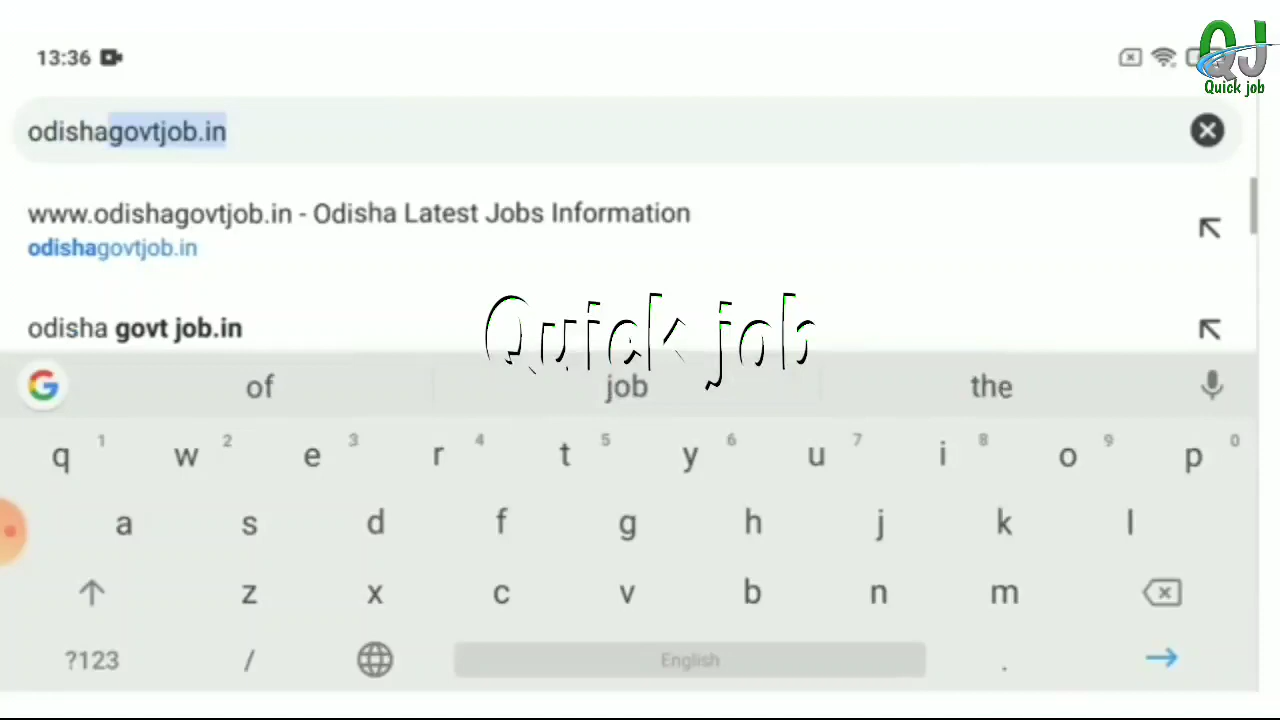 13:36
QJ
Quick job
odishagovtjob.in
www.odishagovtjob.in - Odisha Latest Jobs Information
odishagovtjob.in
odisha govt job.in
Quick job
of job the
q 1 w 2 e 3 r 4 t 5 y 6 u 7 i 8 o 9 p 0
a s d f g h j k l
z x c v b n m
?123 / English .